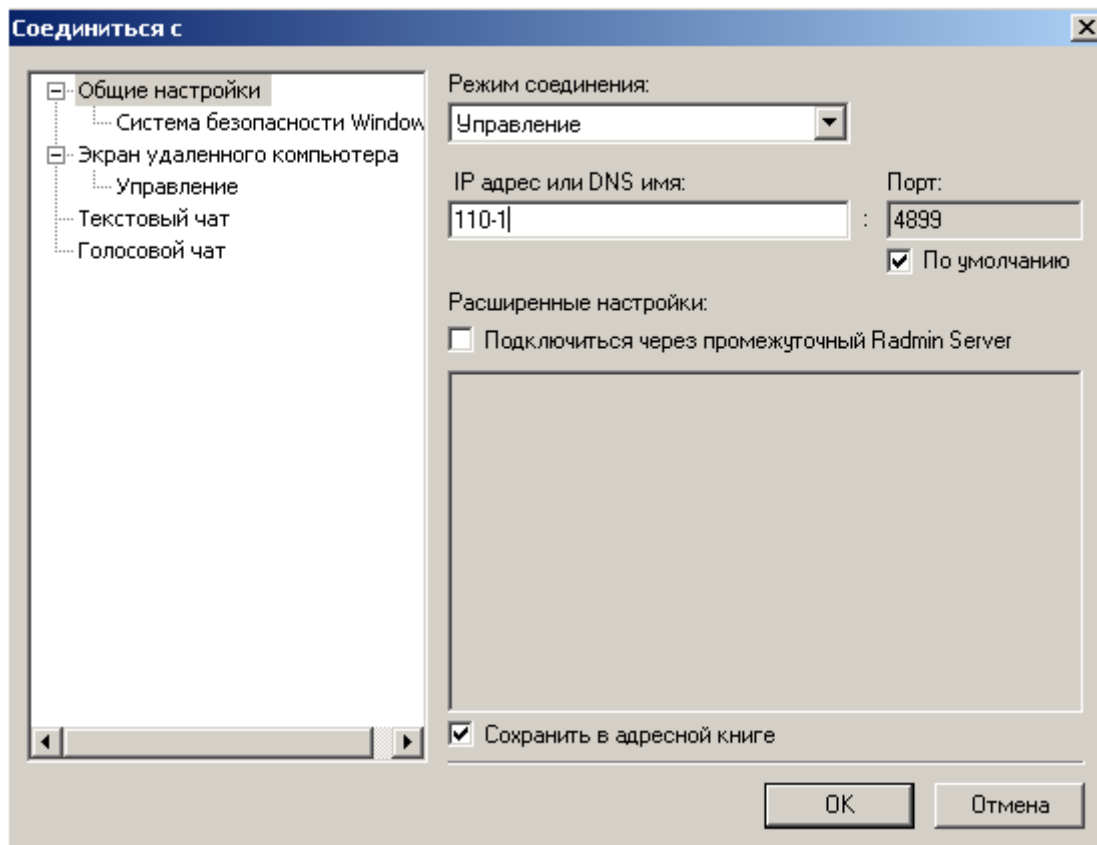 Соединиться с
Общие настройки
Система безопасности Window
Экран удаленного компьютера
Управление
Текстовый чат
Голосовой чат
Режим соединения:
Управление
IP адрес или DNS имя:
Порт:
110-1
:
4899
По умолчанию
Расширенные настройки:
Подключиться через промежуточный Radmin Server
Сохранить в адресной книге
OK
Отмена